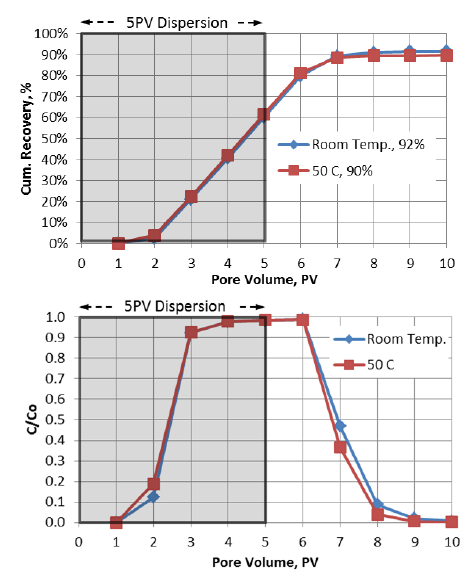 5PV Dispersion
100%
90%
80%
70%
60%
50%
40%
30%
20%
10%
0%
Cum. Recovery, %
Room Temp., 92%
50 C, 90%
0 1 2 3 4 5 6 7 8 9 10
Pore Volume, PV
5PV Dispersion
1.0
0.9
0.8
0.7
0.6
0.5
0.4
0.3
0.2
0.1
0.0
C/Co
Room Temp.
50 C
0 1 2 3 4 5 6 7 8 9 10
Pore Volume, PV